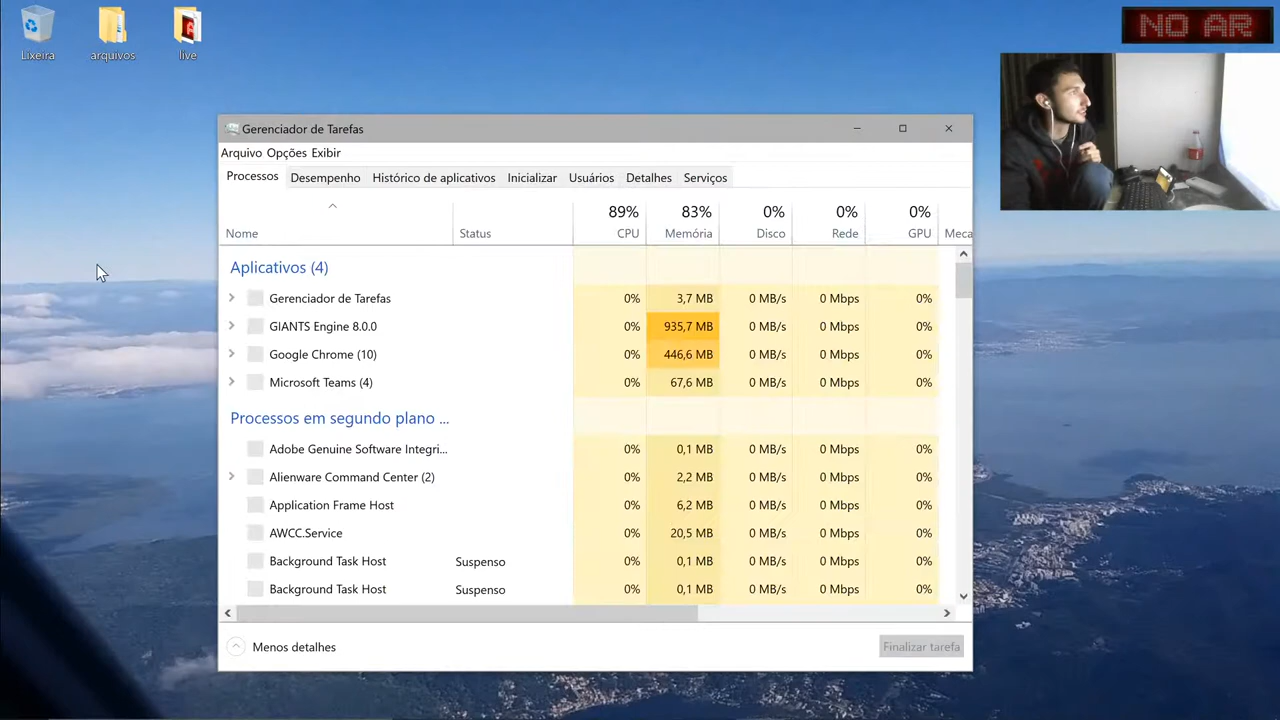 NO AR
Lixeira
arquivos
live
Gerenciador de Tarefas
Arquivo Opções Exibir
Processos Desempenho Histórico de aplicativos Inicializar Usuários Detalhes Serviços
89% 83% 0% 0% 0%
Nome Status CPU Memória Disco Rede GPU Meca
Aplicativos (4)
Gerenciador de Tarefas 0% 3,7 MB 0 MB/s 0 Mbps 0%
GIANTS Engine 8.0.0 0% 935,7 MB 0 MB/s 0 Mbps 0%
Google Chrome (10) 0% 446,6 MB 0 MB/s 0 Mbps 0%
Microsoft Teams (4) 0% 67,6 MB 0 MB/s 0 Mbps 0%
Processos em segundo plano ...
Adobe Genuine Software Integri... 0% 0,1 MB 0 MB/s 0 Mbps 0%
Alienware Command Center (2) 0% 2,2 MB 0 MB/s 0 Mbps 0%
Application Frame Host 0% 6,2 MB 0 MB/s 0 Mbps 0%
AWCC.Service 0% 20,5 MB 0 MB/s 0 Mbps 0%
Background Task Host Suspenso 0% 0,1 MB 0 MB/s 0 Mbps 0%
Background Task Host Suspenso 0% 0,1 MB 0 MB/s 0 Mbps 0%
Menos detalhes
Finalizar tarefa